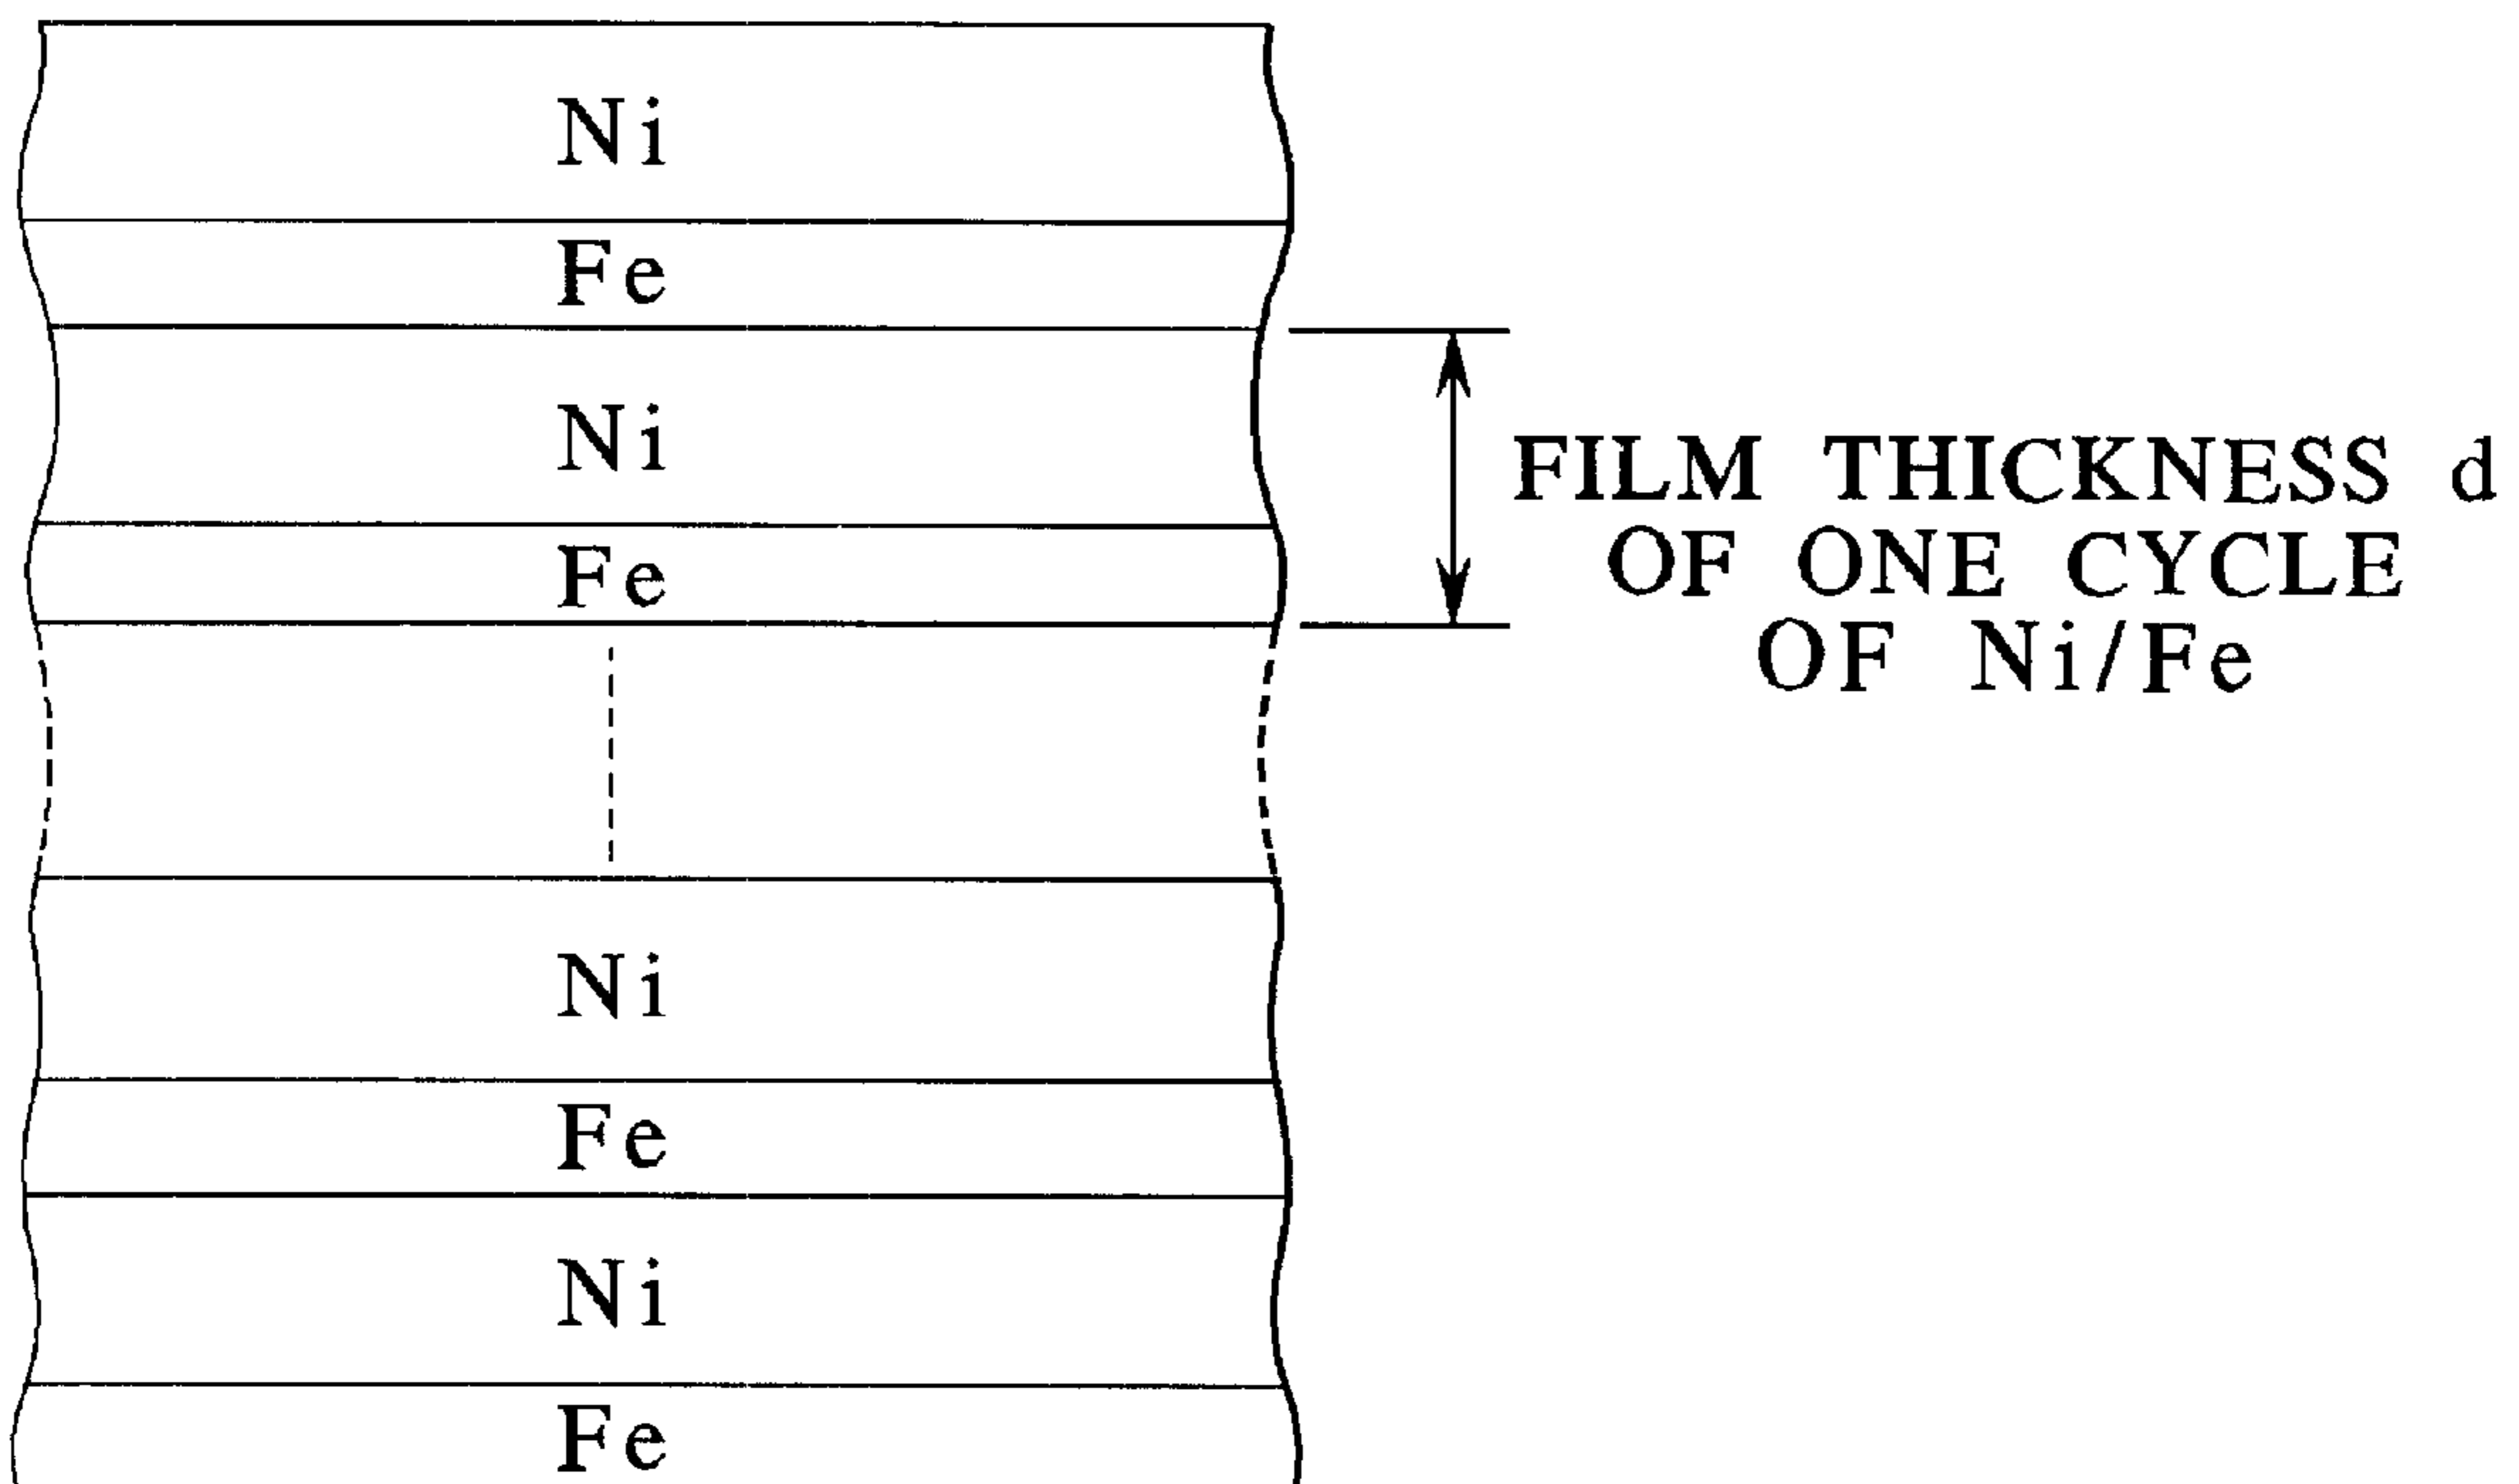 Ni
Fe
Ni
Fe
FILM THICKNESS d
OF ONE CYCLE
OF Ni/Fe
Ni
Fe
Ni
Fe